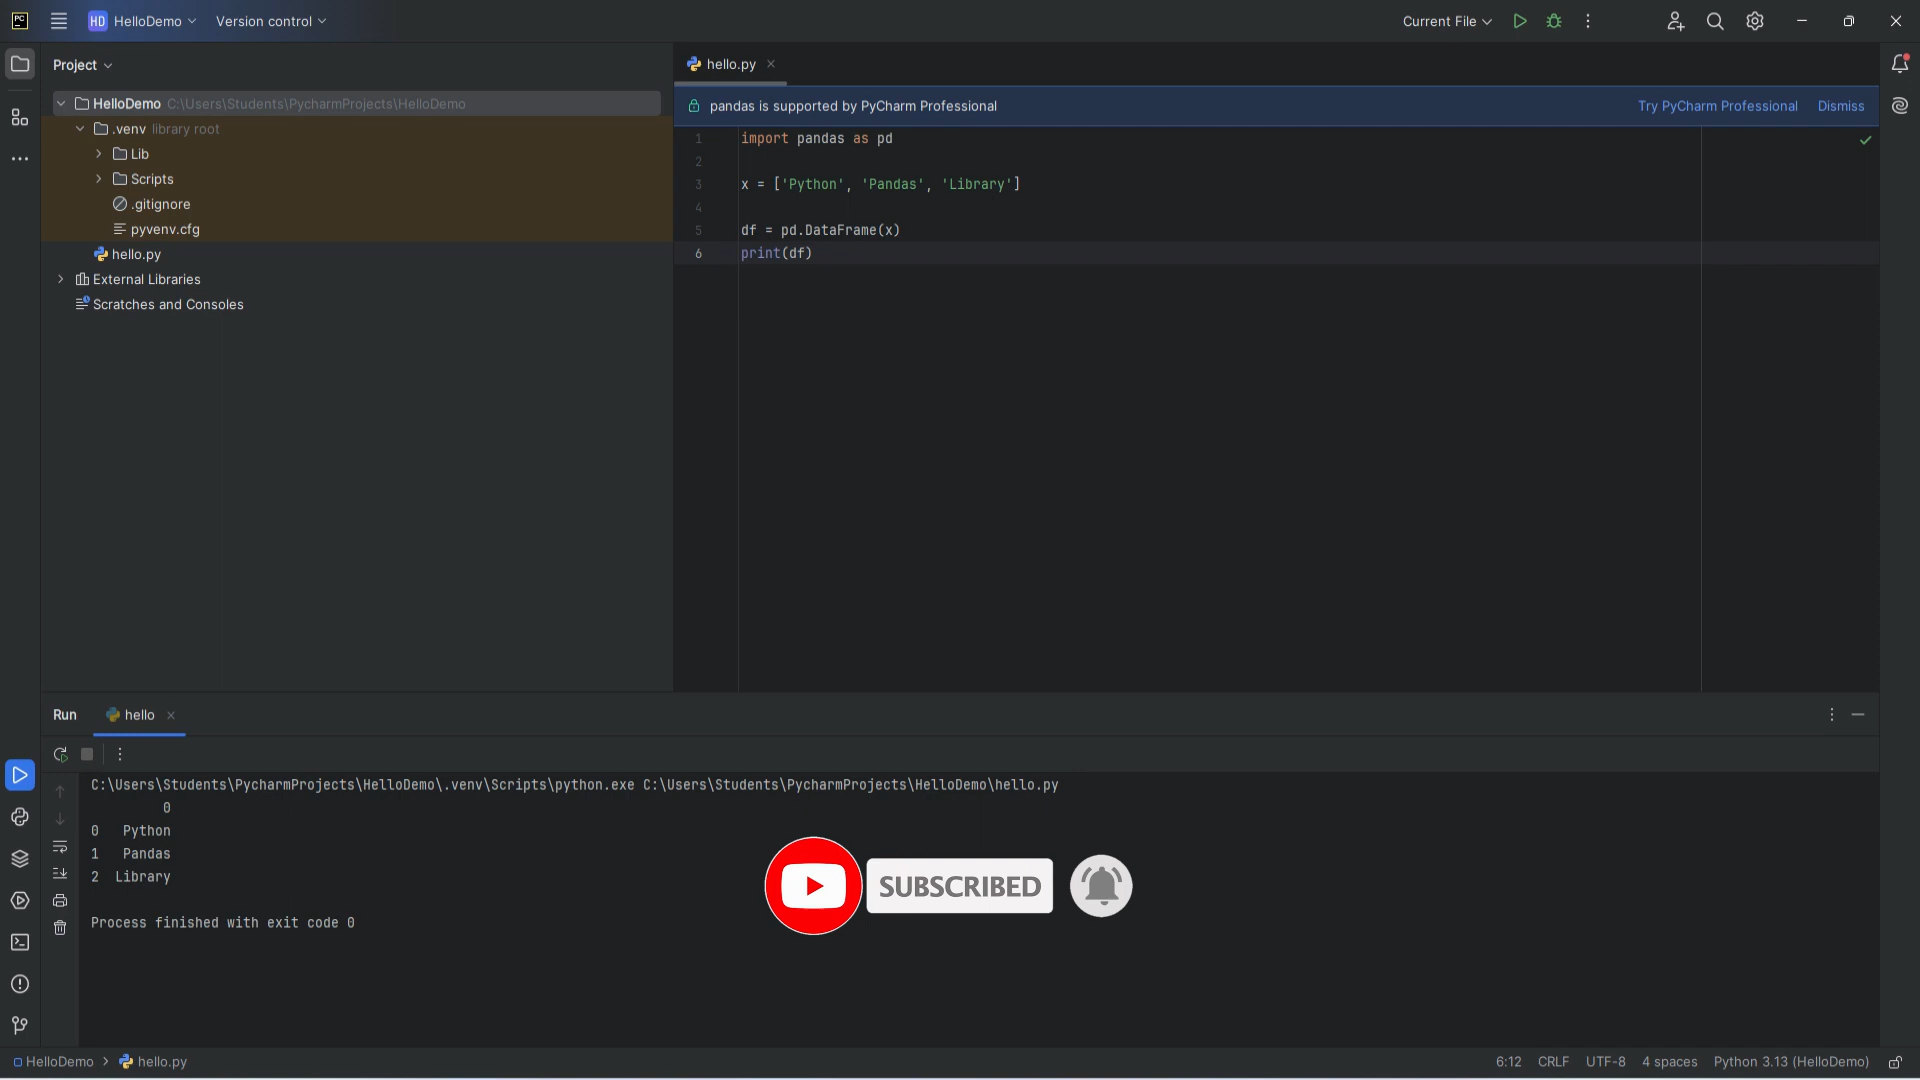 PC
HD HelloDemo Version control Current File
Project
HelloDemo C:\Users\Students\PycharmProjects\HelloDemo
.venv library root
Lib
Scripts
.gitignore
pyvenv.cfg
hello.py
External Libraries
Scratches and Consoles
hello.py
pandas is supported by PyCharm Professional Try PyCharm Professional Dismiss
1 import pandas as pd
2
3 x = ['Python', 'Pandas', 'Library']
4
5 df = pd.DataFrame(x)
6 print(df)
Run hello
C:\Users\Students\PycharmProjects\HelloDemo\.venv\Scripts\python.exe C:\Users\Students\PycharmProjects\HelloDemo\hello.py
0
0 Python
1 Pandas
2 Library
Process finished with exit code 0
SUBSCRIBED
HelloDemo > hello.py 6:12 CRLF UTF-8 4 spaces Python 3.13 (HelloDemo)